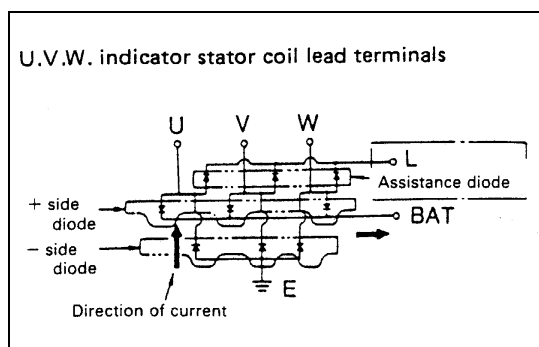 U.V.W. indicator stator coil lead terminals
U V W
L
Assistance diode
+ side
diode
BAT
- side
diode
E
Direction of current